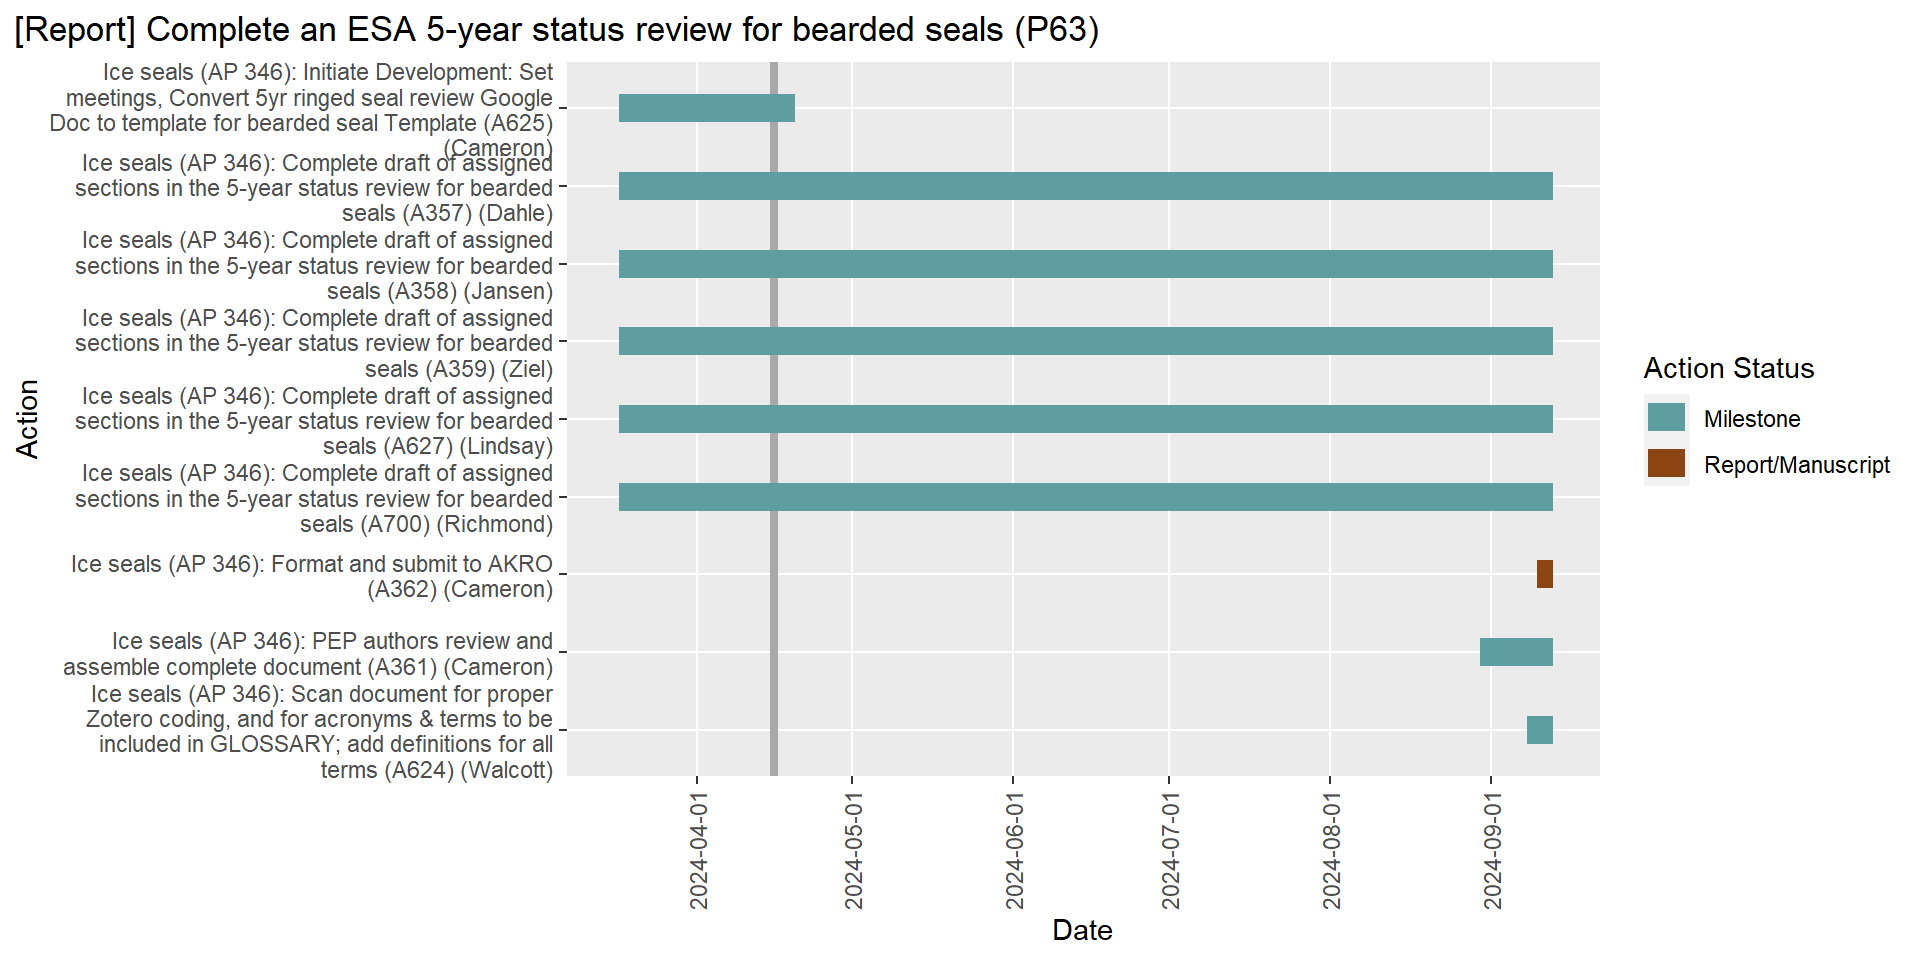 [Report] Complete an ESA 5-year status review for bearded seals (P63)
Ice seals (AP 346): Initiate Development: Set
meetings, Convert 5yr ringed seal review Google
Doc to template for bearded seal Template (A625)
(Cameron)
Ice seals (AP 346): Complete draft of assigned
sections in the 5-year status review for bearded
seals (A357) (Dahle)
Ice seals (AP 346): Complete draft of assigned
sections in the 5-year status review for bearded
seals (A358) (Jansen)
Ice seals (AP 346): Complete draft of assigned
sections in the 5-year status review for bearded
seals (A359) (Ziel)
Ice seals (AP 346): Complete draft of assigned
sections in the 5-year status review for bearded
seals (A627) (Lindsay)
Ice seals (AP 346): Complete draft of assigned
sections in the 5-year status review for bearded
seals (A700) (Richmond)
Ice seals (AP 346): Format and submit to AKRO
(A362) (Cameron)
Ice seals (AP 346): PEP authors review and
assemble complete document (A361) (Cameron)
Ice seals (AP 346): Scan document for proper
Zotero coding, and for acronyms & terms to be
included in GLOSSARY; add definitions for all
terms (A624) (Walcott)
Action
2024-04-01
2024-05-01
2024-06-01
2024-07-01
2024-08-01
2024-09-01
Date
Action Status
Milestone
Report/Manuscript